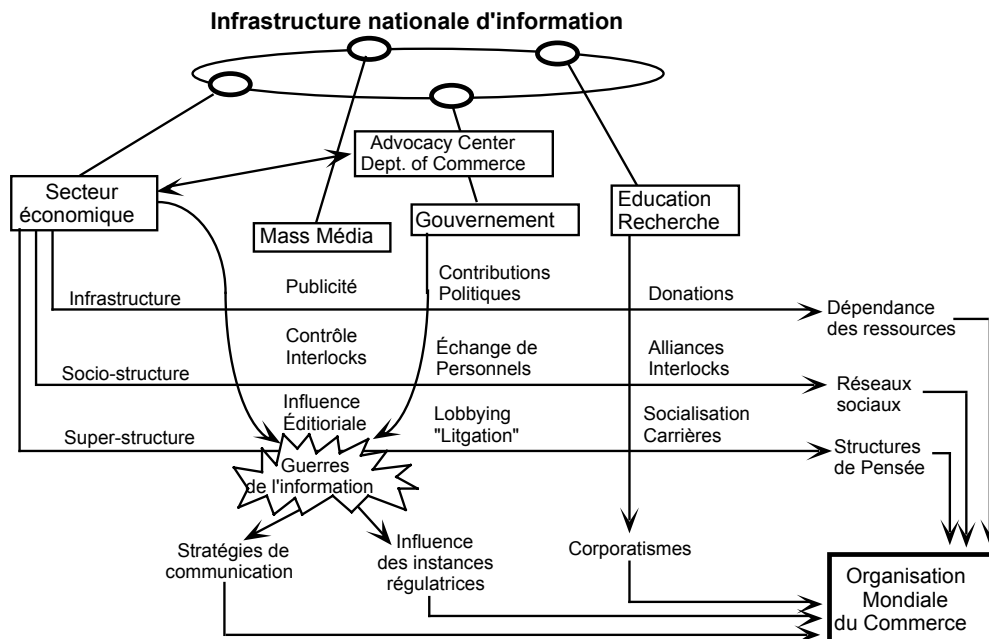 Infrastructure nationale d'information
Advocacy Center
Dept. of Commerce
Secteur
économique
Mass Média
Gouvernement
Education
Recherche
Infrastructure
Publicité
Contributions
Politiques
Donations
Dépendance
des ressources
Contrôle
Interlocks
Socio-structure
Échange de
Personnels
Alliances
Interlocks
Réseaux
sociaux
Influence
Éditioriale
Super-structure
Lobbying
"Litgation"
Socialisation
Carrières
Structures
de Pensée
Guerres
de l'information
Stratégies de
communication
Influence
des instances
régulatrices
Corporatismes
Organisation
Mondiale
du Commerce